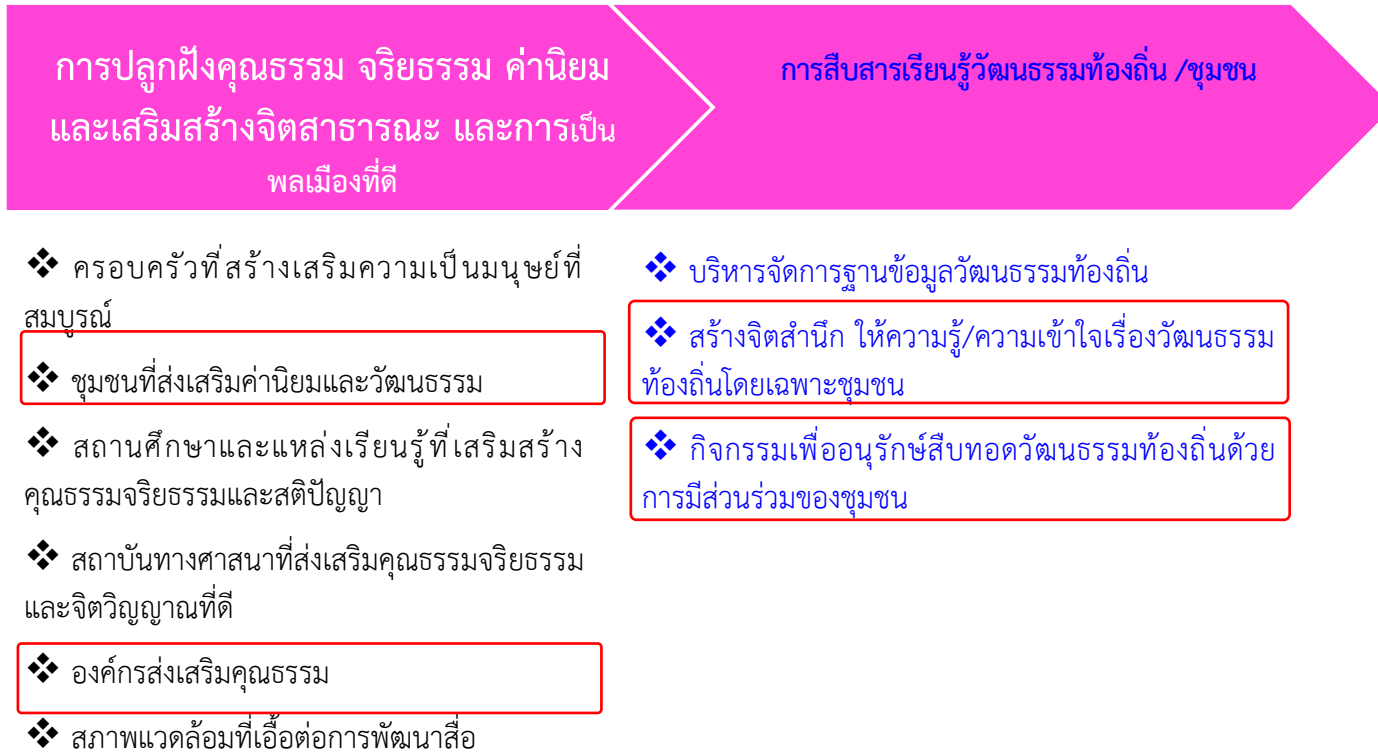 การปลูกฝังคุณธรรม จริยธรรม ค่านิยม
และเสริมสร้างจิตสาธารณะ และการเป็น
พลเมืองที่ดี
การสืบสารเรียนรู้วัฒนธรรมท้องถิ่น /ชุมชน
❖ ครอบครัวที่สร้างเสริมความเป็นมนุษย์ที่
สมบูรณ์
❖ ชุมชนที่ส่งเสริมค่านิยมและวัฒนธรรม
❖ สถานศึกษาและแหล่งเรียนรู้ที่เสริมสร้าง
คุณธรรมจริยธรรมและสติปัญญา
❖ สถาบันทางศาสนาที่ส่งเสริมคุณธรรมจริยธรรม
และจิตวิญญาณที่ดี
❖ องค์กรส่งเสริมคุณธรรม
❖ สภาพแวดล้อมที่เอื้อต่อการพัฒนาสื่อ
❖ บริหารจัดการฐานข้อมูลวัฒนธรรมท้องถิ่น
❖ สร้างจิตสำนึก ให้ความรู้/ความเข้าใจเรื่องวัฒนธรรม
ท้องถิ่นโดยเฉพาะชุมชน
❖ กิจกรรมเพื่ออนุรักษ์สืบทอดวัฒนธรรมท้องถิ่นด้วย
การมีส่วนร่วมของชุมชน